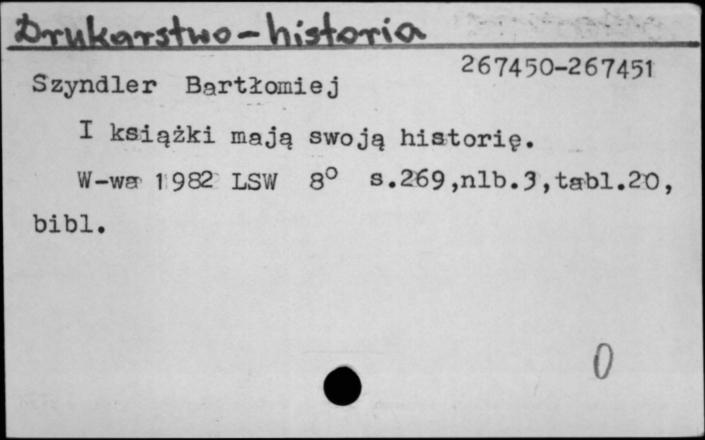 Drukarstwo - historia
267450-267451
Szyndler Bartłomiej
I książki mają swoją historię.
W-wa 1982 LSW 8° s.269,nlb.3,tabl.20,
bibl.
0